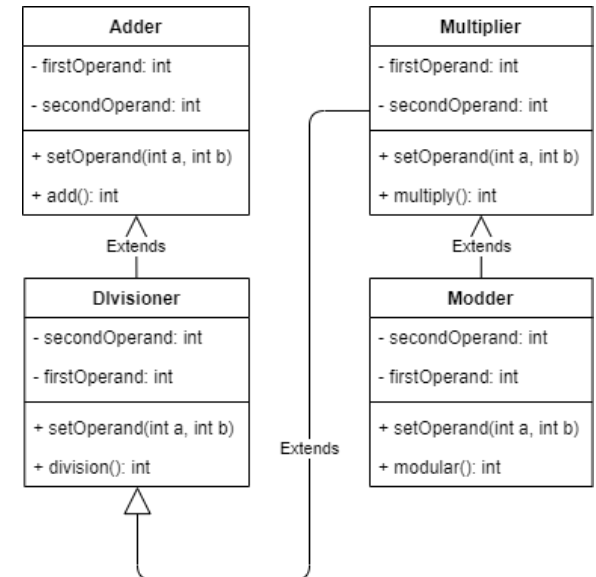 Adder
- firstOperand: int
- secondOperand: int
+ setOperand(int a, int b)
+ add(): int
Multiplier
- firstOperand: int
- secondOperand: int
+ setOperand(int a, int b)
+ multiply(): int
Extends
Extends
DIvisioner
- secondOperand: int
- firstOperand: int
+ setOperand(int a, int b)
+ division(): int
Extends
Modder
- secondOperand: int
- firstOperand: int
+ setOperand(int a, int b)
+ modular(): int